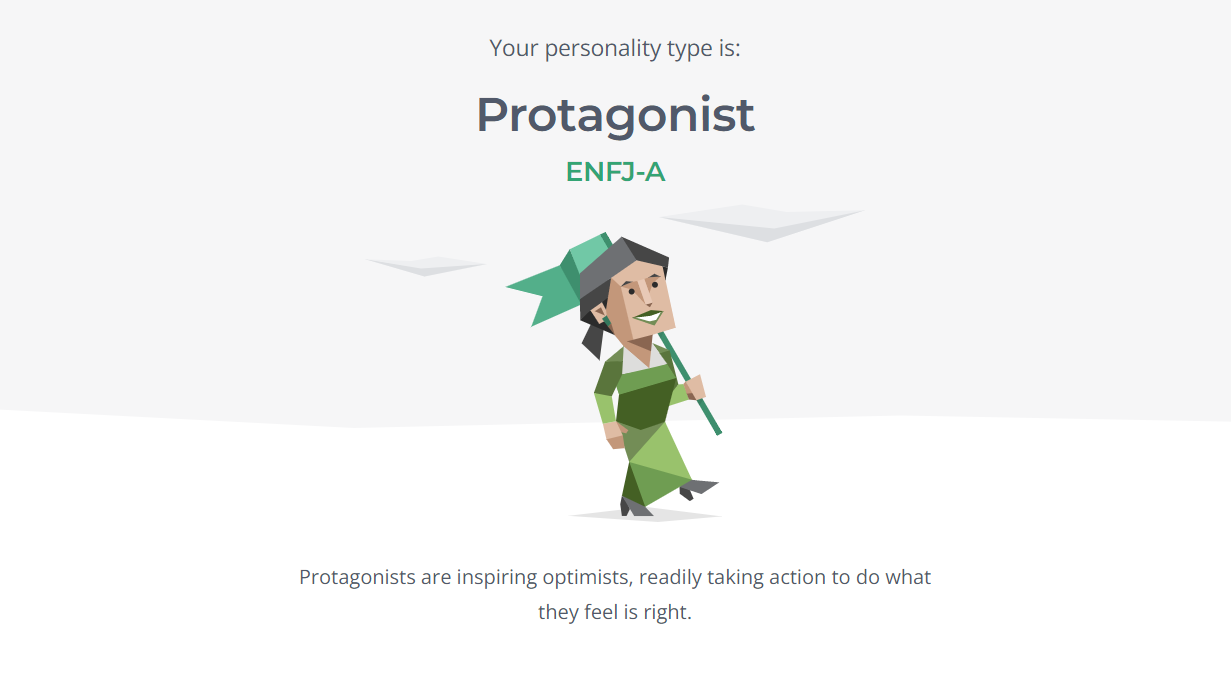 Your personality type is:
Protagonist
ENFJ-A
Protagonists are inspiring optimists, readily taking action to do what
they feel is right.